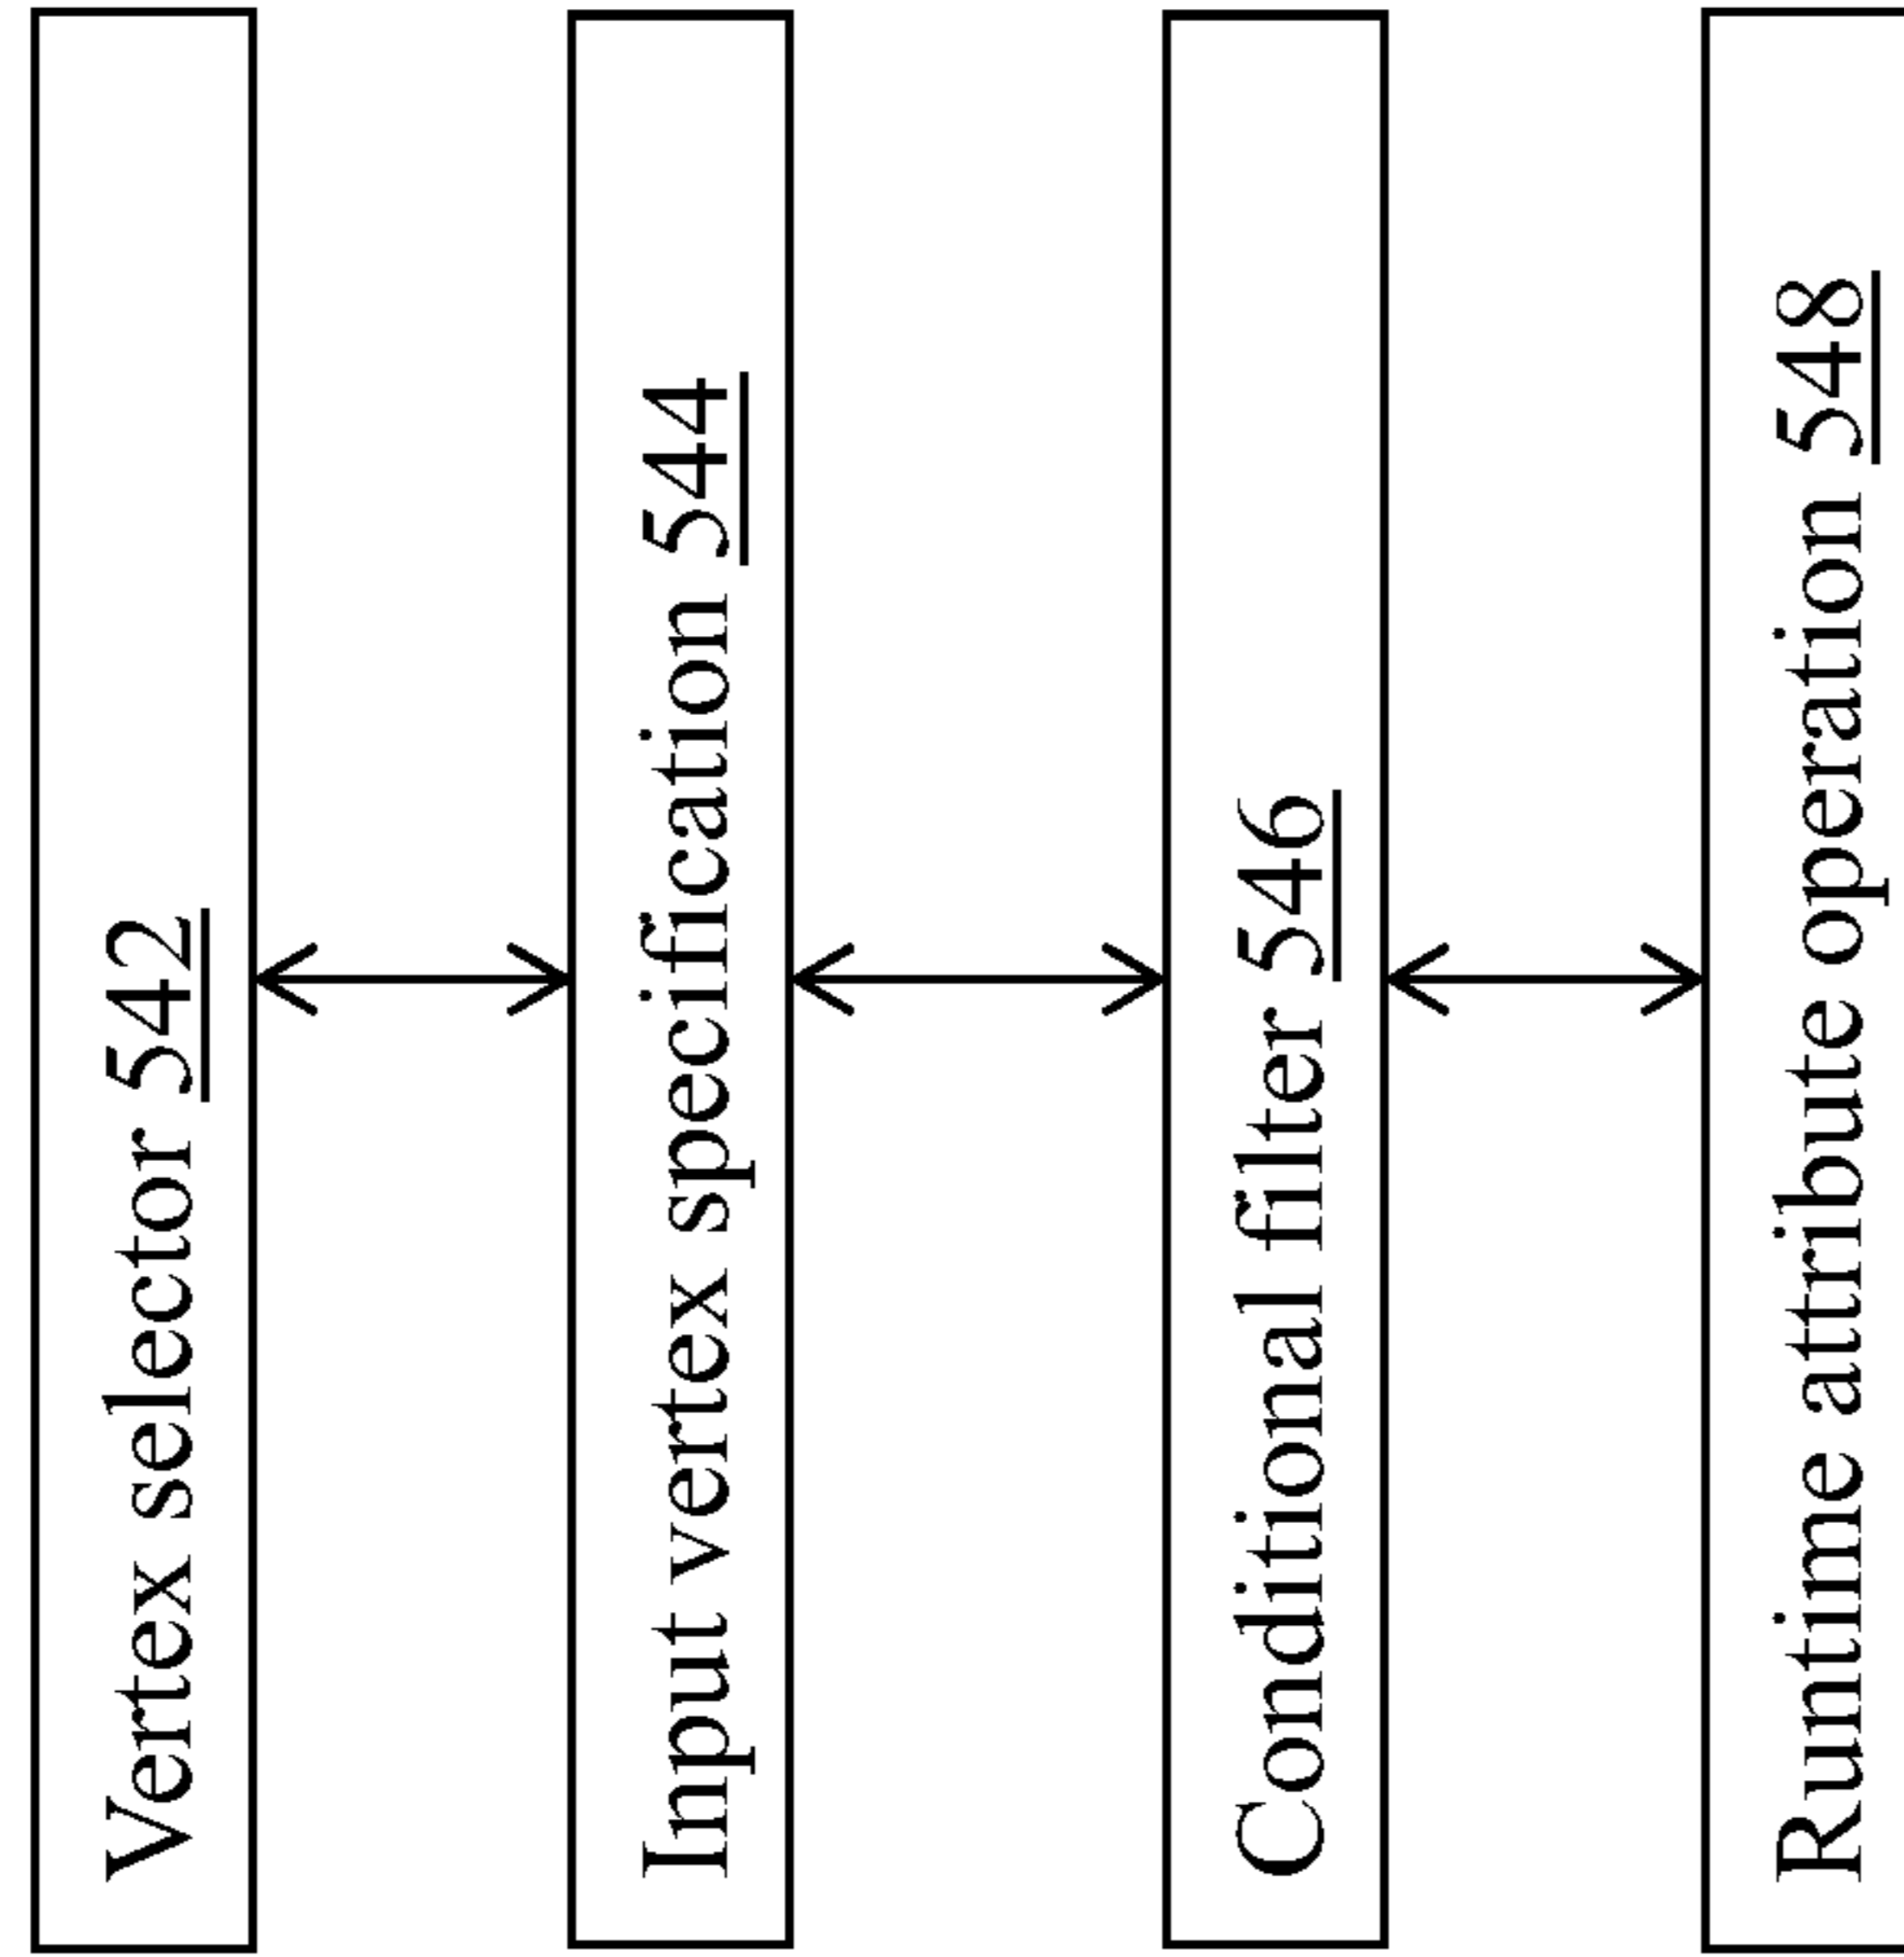 Vertex selector 542
Input vertex specification 544
Conditional filter 546
Runtime attribute operation 548